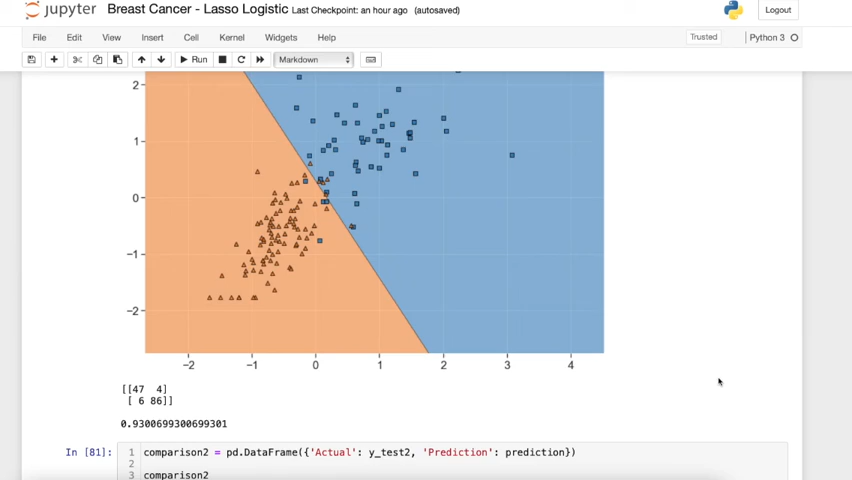 jupyter Breast Cancer - Lasso Logistic Last Checkpoint: an hour ago (autosaved)
Logout
File Edit View Insert Cell Kernel Widgets Help
Trusted Python 3
Run Markdown
2
1
0
−1
−2
−2 −1 0 1 2 3 4
[[47 4]
[ 6 86]]
0.9300699300699301
In [81]: 1 comparison2 = pd.DataFrame({'Actual': y_test2, 'Prediction': prediction})
2
3 comparison2